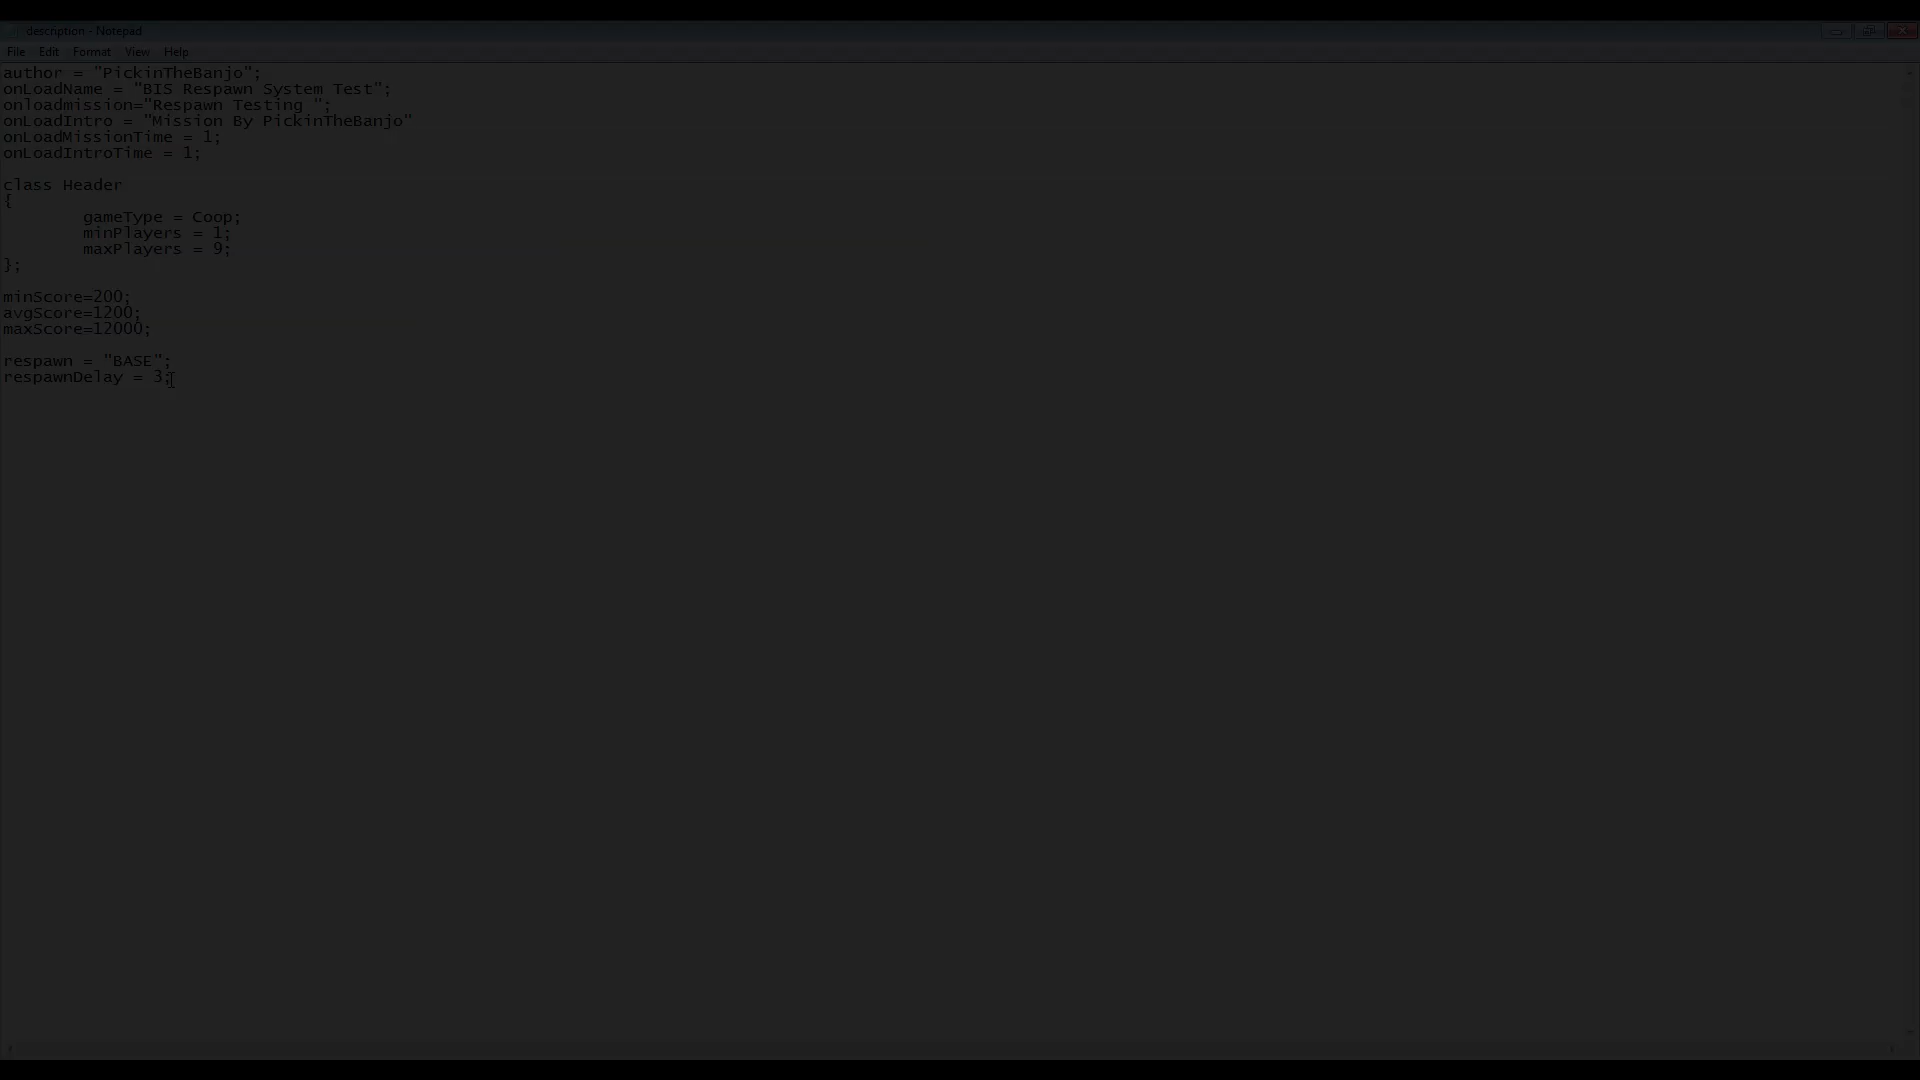 description - Notepad
File Edit Format View Help
author = "PickinTheBanjo";
onLoadName = "BIS Respawn System Test";
onloadmission="Respawn Testing ";
onLoadIntro = "Mission By PickinTheBanjo"
onLoadMissionTime = 1;
onLoadIntroTime = 1;
class Header
{
gameType = Coop;
minPlayers = 1;
maxPlayers = 9;
};
minScore=200;
avgScore=1200;
maxScore=12000;
respawn = "BASE";
respawnDelay = 3;